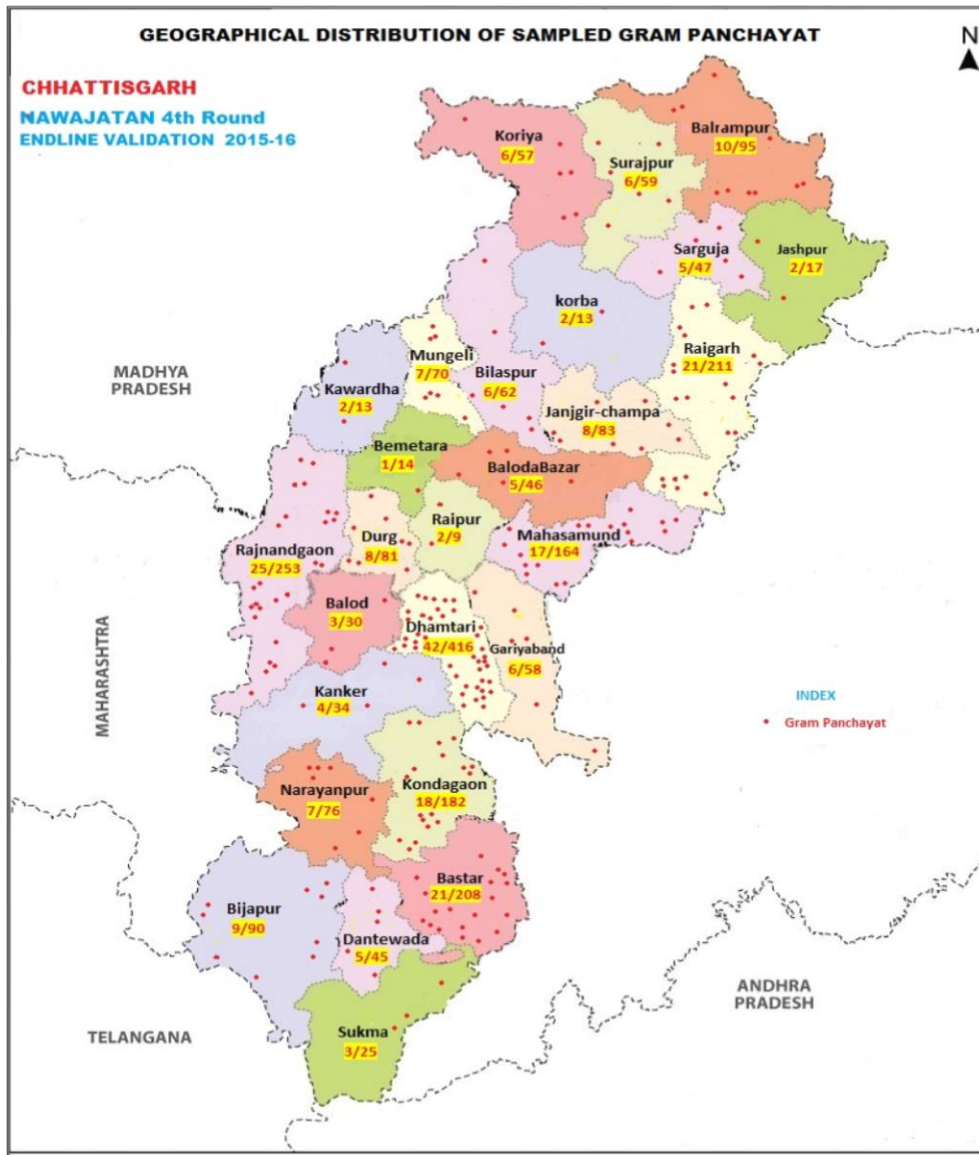 GEOGRAPHICAL DISTRIBUTION OF SAMPLED GRAM PANCHAYAT
N
CHHATTISGARH
NAWAJATAN 4th Round
ENDLINE VALIDATION 2015-16
Koriya
6/57
Surajpur
6/59
Balrampur
10/95
Sarguja
5/47
Jashpur
2/17
korba
2/13
Raigarh
21/211
MADHYA
PRADESH
Mungeli
7/70
Bilaspur
6/62
Kawardha
2/13
Janjgir-champa
8/83
Bemetara
1/14
BalodaBazar
5/46
Raipur
2/9
Durg
8/81
Mahasamund
17/164
Rajnandgaon
25/253
Balod
3/30
Dhamtari
42/416
Gariyaband
6/58
MAHARASHTRA
Kanker
4/34
INDEX
Gram Panchayat
Narayanpur
7/76
Kondagaon
18/182
Bastar
21/208
Bijapur
9/90
Dantewada
5/45
ANDHRA
PRADESH
TELANGANA
Sukma
3/25